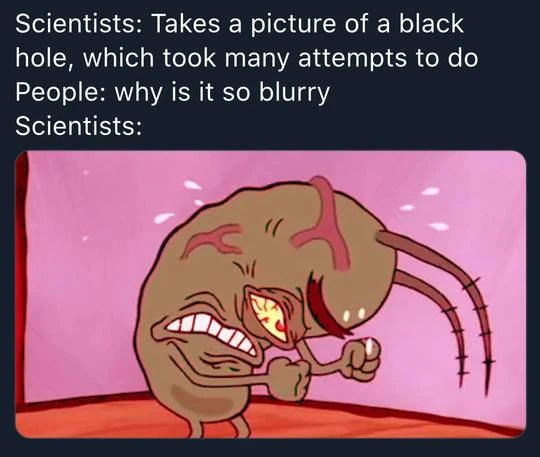 Scientists: Takes a picture of a black
hole, which took many attempts to do
People: why is it so blurry
Scientists: